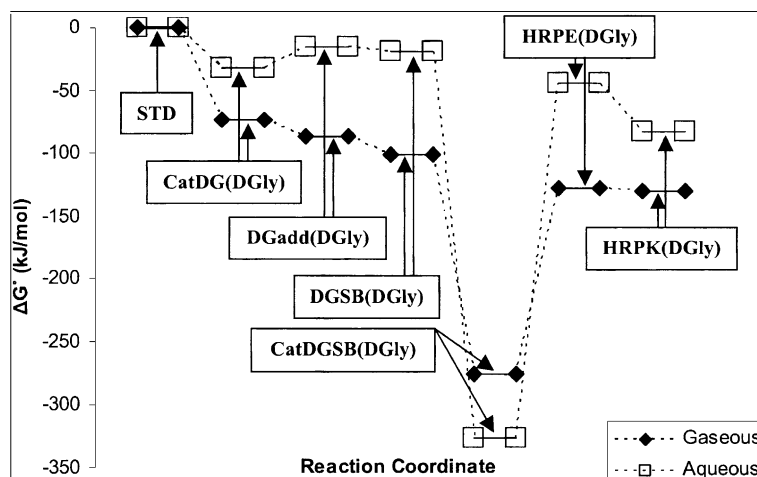 0
-50
-100
-150
-200
-250
-300
-350
ΔG° (kJ/mol)
STD
CatDG(DGly)
DGadd(DGly)
DGSB(DGly)
CatDGSB(DGly)
HRPE(DGly)
HRPK(DGly)
Reaction Coordinate
Gaseous
Aqueous